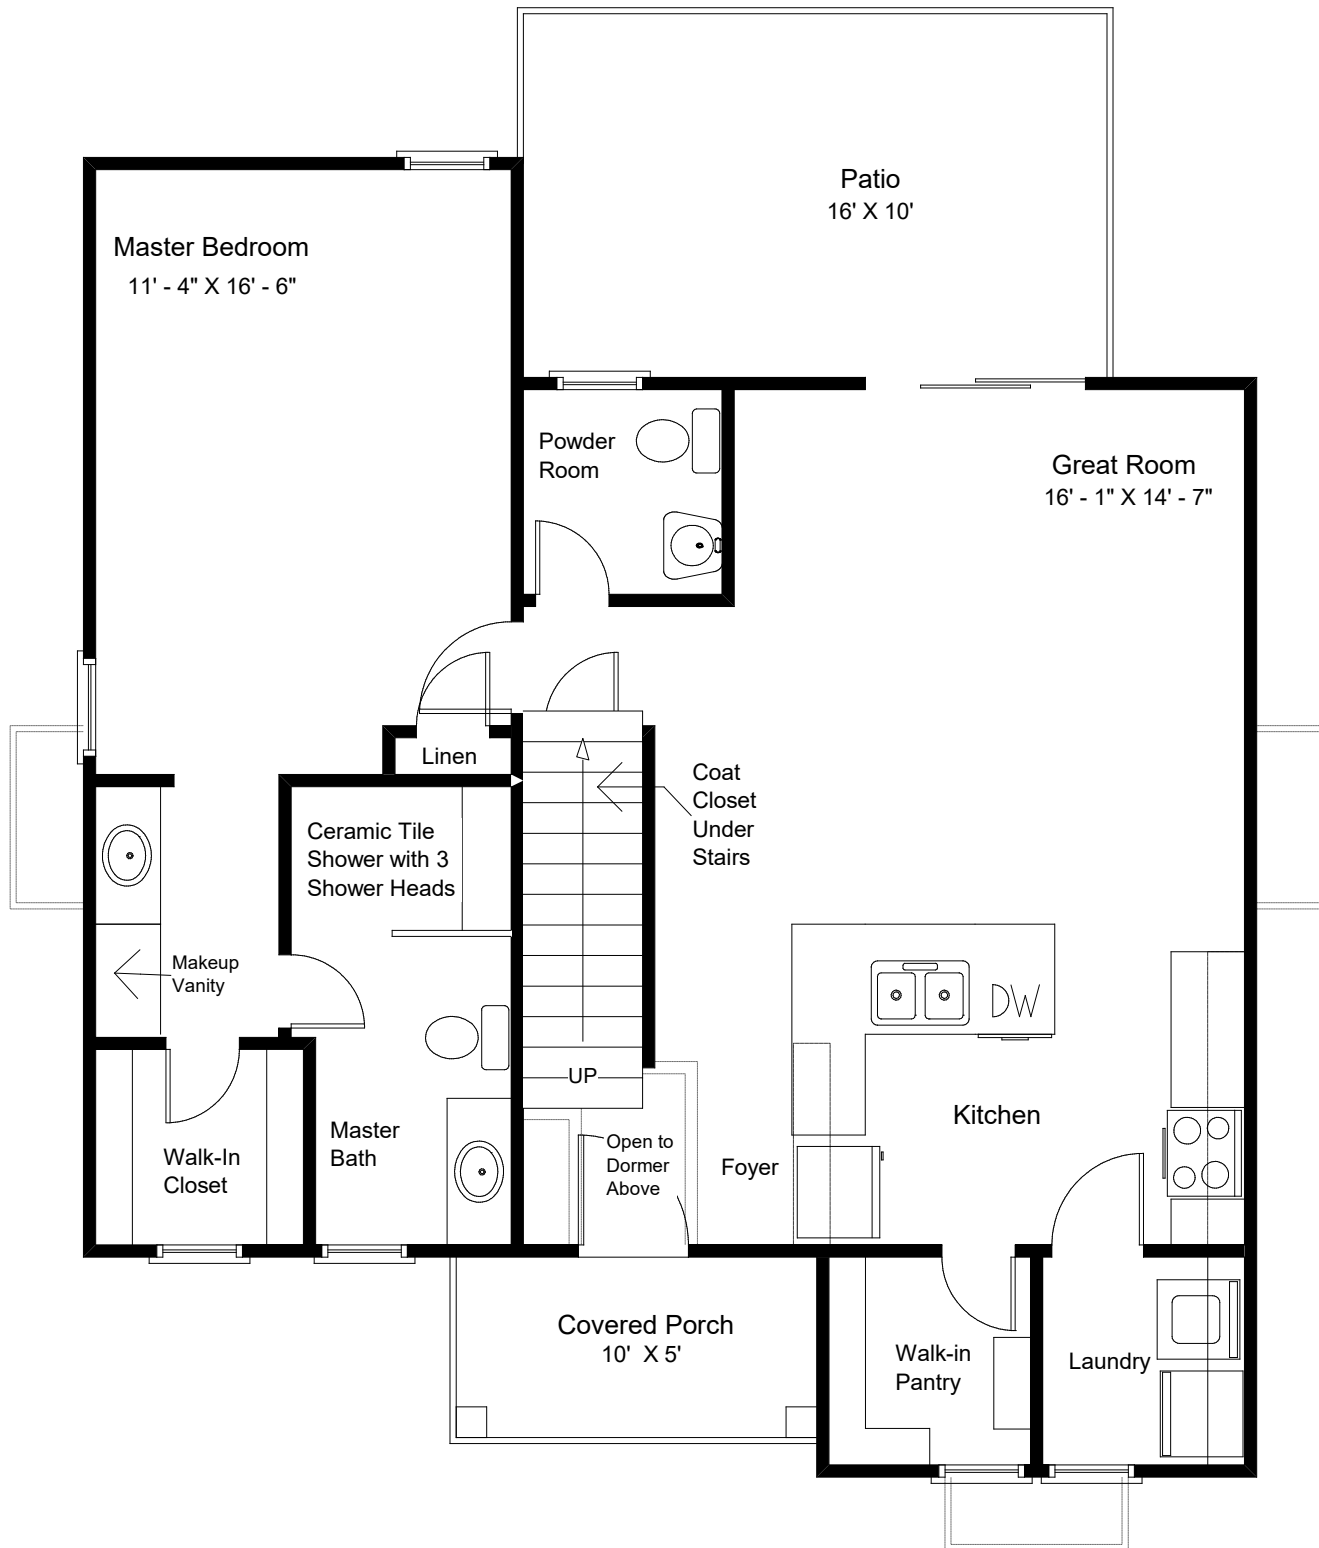 Patio
16' X 10'
Master Bedroom
11' - 4" X 16' - 6"
Powder
Room
Great Room
16' - 1" X 14' - 7"
Linen
Coat
Closet
Under
Stairs
Ceramic Tile
Shower with 3
Shower Heads
Makeup
Vanity
DW
UP
Kitchen
Master
Bath
Open to
Dormer
Above
Foyer
Walk-In
Closet
Covered Porch
10' X 5'
Walk-in
Pantry
Laundry